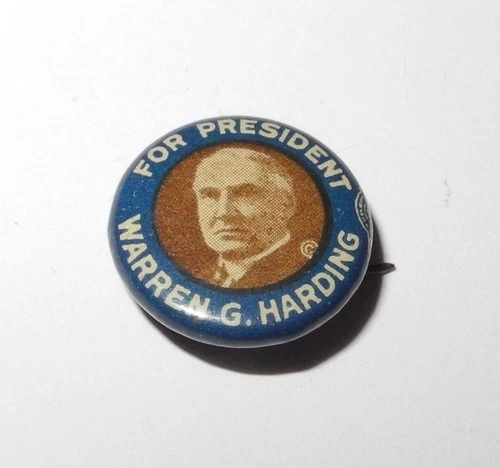 FOR PRESIDENT
WARREN G. HARDING